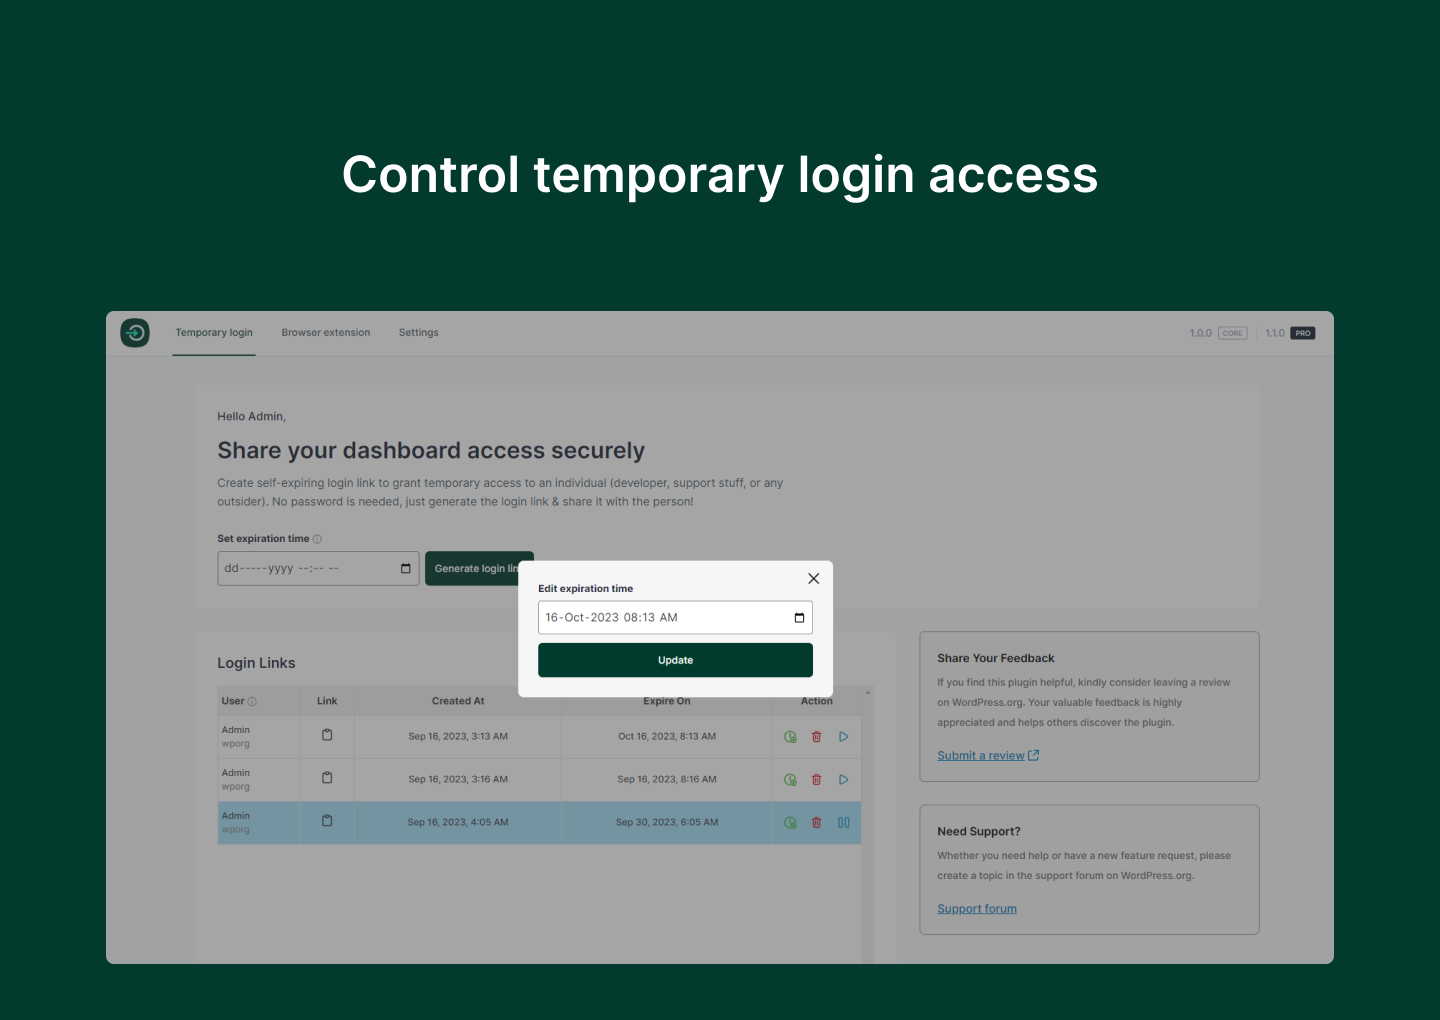 Control temporary login access
Temporary login
Browser extension
Settings
1.0.0 CORE
1.1.0 PRO
Hello Admin,
Share your dashboard access securely
Create self-expiring login link to grant temporary access to an individual (developer, support stuff, or any
outsider). No password is needed, just generate the login link & share it with the person!
Set expiration time
dd-----yyyy --:-- --
Generate login lin
Edit expiration time
16-Oct-2023 08:13 AM
Update
Login Links
User Link Created At Expire On Action
Admin
wporg
Sep 16, 2023, 3:13 AM
Oct 16, 2023, 8:13 AM
Admin
wporg
Sep 16, 2023, 3:16 AM
Sep 16, 2023, 8:16 AM
Admin
wporg
Sep 16, 2023, 4:05 AM
Sep 30, 2023, 6:05 AM
Share Your Feedback
If you find this plugin helpful, kindly consider leaving a review
on WordPress.org. Your valuable feedback is highly
appreciated and helps others discover the plugin.
Submit a review
Need Support?
Whether you need help or have a new feature request, please
create a topic in the support forum on WordPress.org.
Support forum